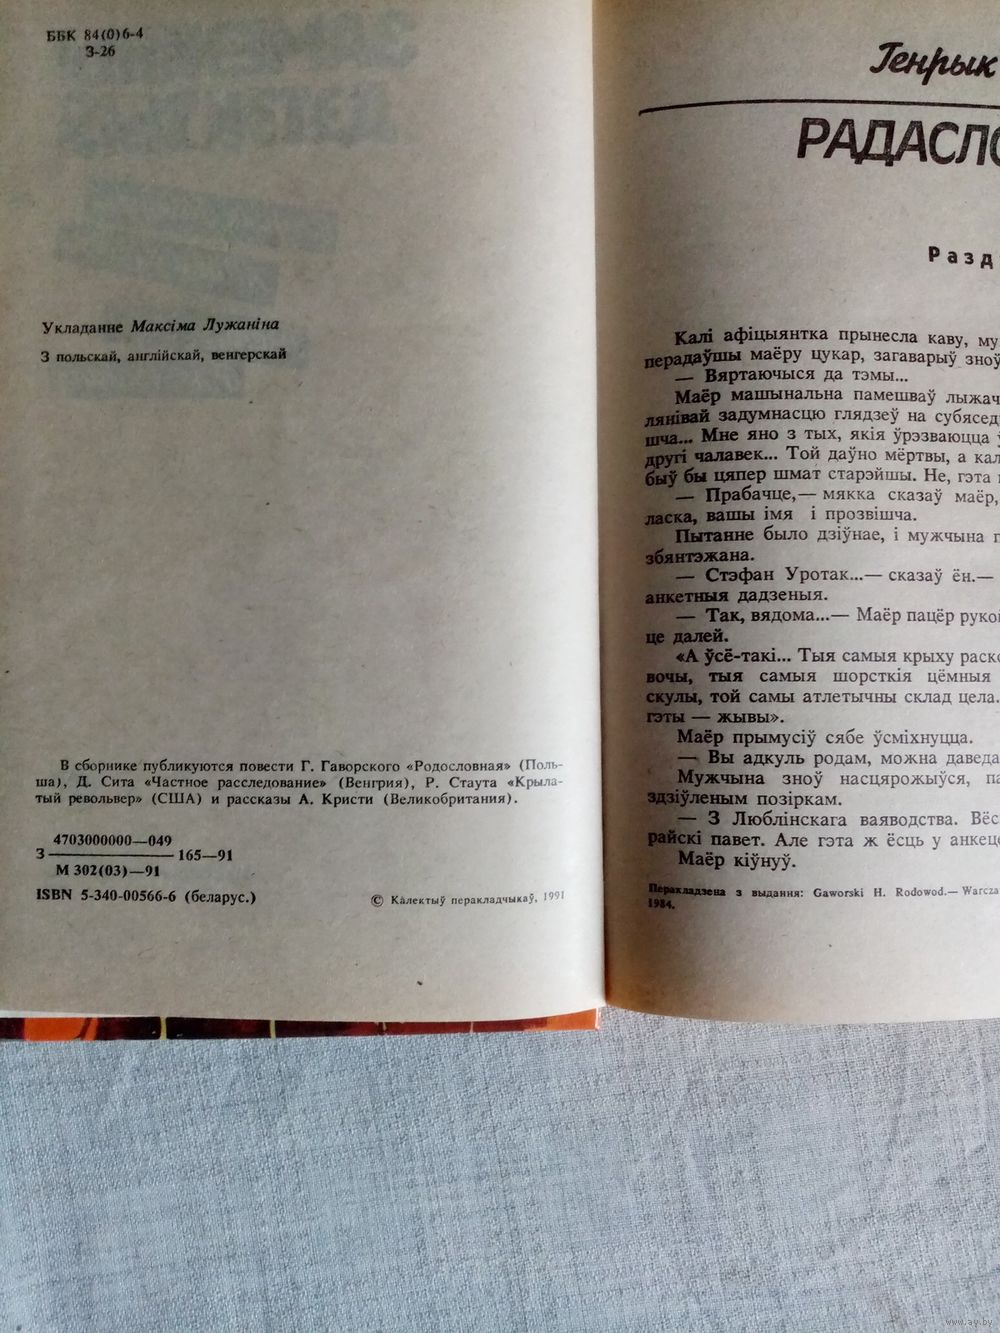 ББК 84(0)6-4
З-26
Укладанне Максіма Лужаніна
З польскай, англійскай, венгерскай
В сборнике публикуются повести Г. Гаворского «Родословная» (Поль-
ша), Д. Сита «Частное расследование» (Венгрия), Р. Стаута «Крыла-
тый револьвер» (США) и рассказы А. Кристи (Великобритания).
4703000000—049
З 165—91
М 302(03)—91
ISBN 5-340-00566-6 (беларус.)
© Калектыў перакладчыкаў, 1991
Генрык
РАДАСЛО
Разд
Калі афіцыянтка прынесла каву, му
перадаўшы маёру цукар, загаварыў зноў
— Вяртаючыся да тэмы...
Маёр машынальна памешваў лыжач
лянівай задумнасцю глядзеў на субясед
шча... Мне яно з тых, якія ўрэзваюцца ў
другі чалавек... Той даўно мёртвы, а кал
быў бы цяпер шмат старэйшы. Не, гэта
— Прабачце,— мякка сказаў маёр,
ласка, вашы імя і прозвішча.
Пытанне было дзіўнае, і мужчына п
збянтэжана.
— Стэфан Уротак...— сказаў ён.—
анкетныя дадзеныя.
— Так, вядома...— Маёр пацёр рукой
це далей.
«А ўсё-такі... Тыя самыя крыху раско
вочы, тыя самыя шорсткія цёмныя
скулы, той самы атлетычны склад цела.
гэты — жывы».
Маёр прымусіў сябе ўсміхнуцца.
— Вы адкуль родам, можна даведа
Мужчына зноў насцярожыўся, па
здзіўленым позіркам.
— З Люблінскага ваяводства. Вёс
райскі павет. Але гэта ж ёсць у анкеце
Маёр кіўнуў.
Перакладзена з выдання: Gaworski H. Rodowod.— Warcza
1984.
www.ay.by